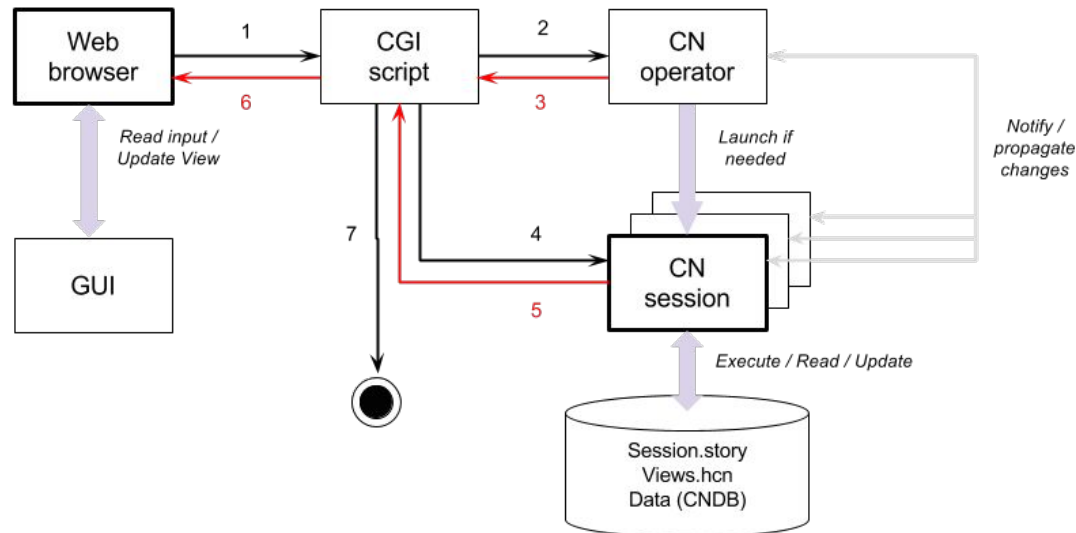 Web
browser
1
CGI
script
2
CN
operator
6
3
Read input /
Update View
Launch if
needed
Notify /
propagate
changes
7
4
GUI
CN
session
5
Execute / Read / Update
Session.story
Views.hcn
Data (CNDB)